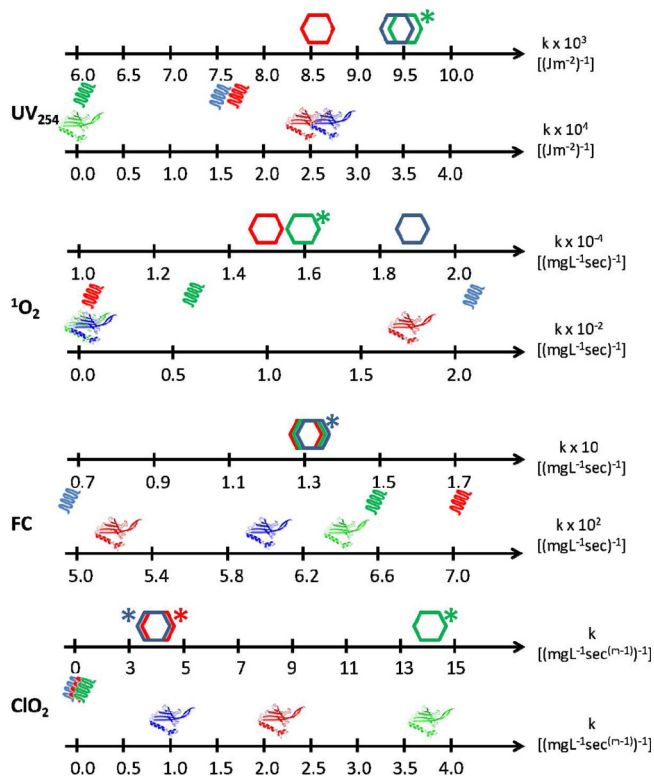 *
k x 10³
[(Jm⁻²)⁻¹]
6.0 6.5 7.0 7.5 8.0 8.5 9.0 9.5 10.0
UV₂₅₄
k x 10⁴
[(Jm⁻²)⁻¹]
0.0 0.5 1.0 1.5 2.0 2.5 3.0 3.5 4.0
*
k x 10⁻⁴
[(mgL⁻¹sec)⁻¹]
1.0 1.2 1.4 1.6 1.8 2.0
¹O₂
k x 10⁻²
[(mgL⁻¹sec)⁻¹]
0.0 0.5 1.0 2.0
*
k x 10
[(mgL⁻¹sec)⁻¹]
0.7 0.9 1.1 1.3 1.5 1.7
FC
k x 10²
[(mgL⁻¹sec)⁻¹]
5.0 5.4 5.8 6.2 6.6 7.0
* * *
k
[(mgL⁻¹sec⁽ⁿ⁻¹⁾)⁻¹]
0 3 5 7 9 11 13 15
ClO₂
k
[(mgL⁻¹sec⁽ⁿ⁻¹⁾)⁻¹]
0.0 0.5 1.0 1.5 2.0 2.5 3.0 3.5 4.0